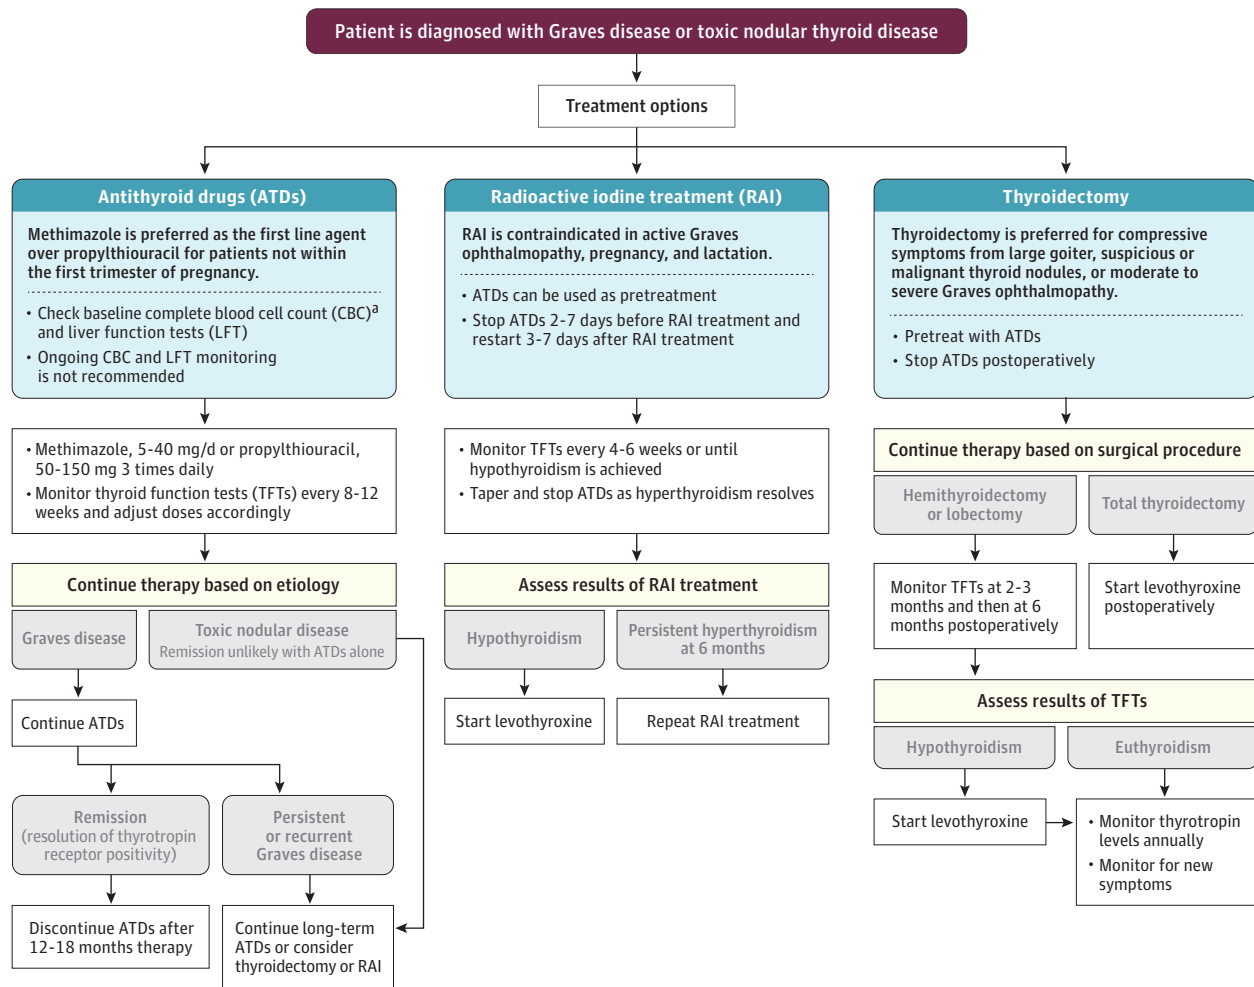 Patient is diagnosed with Graves disease or toxic nodular thyroid disease
Treatment options
Antithyroid drugs (ATDs)
Methimazole is preferred as the first line agent
over propylthiouracil for patients not within
the first trimester of pregnancy.
• Check baseline complete blood cell count (CBC)a
and liver function tests (LFT)
• Ongoing CBC and LFT monitoring
is not recommended
• Methimazole, 5-40 mg/d or propylthiouracil,
50-150 mg 3 times daily
• Monitor thyroid function tests (TFTs) every 8-12
weeks and adjust doses accordingly
Continue therapy based on etiology
Graves disease
Toxic nodular disease
Remission unlikely with ATDs alone
Continue ATDs
Remission
(resolution of thyrotropin
receptor positivity)
Persistent
or recurrent
Graves disease
Discontinue ATDs after
12-18 months therapy
Continue long-term
ATDs or consider
thyroidectomy or RAI
Radioactive iodine treatment (RAI)
RAI is contraindicated in active Graves
ophthalmopathy, pregnancy, and lactation.
• ATDs can be used as pretreatment
• Stop ATDs 2-7 days before RAI treatment and
restart 3-7 days after RAI treatment
• Monitor TFTs every 4-6 weeks or until
hypothyroidism is achieved
• Taper and stop ATDs as hyperthyroidism resolves
Assess results of RAI treatment
Hypothyroidism
Persistent hyperthyroidism
at 6 months
Start levothyroxine
Repeat RAI treatment
Thyroidectomy
Thyroidectomy is preferred for compressive
symptoms from large goiter, suspicious or
malignant thyroid nodules, or moderate to
severe Graves ophthalmopathy.
• Pretreat with ATDs
• Stop ATDs postoperatively
Continue therapy based on surgical procedure
Hemithyroidectomy
or lobectomy
Total thyroidectomy
Monitor TFTs at 2-3
months and then at 6
months postoperatively
Start levothyroxine
postoperatively
Assess results of TFTs
Hypothyroidism
Euthyroidism
Start levothyroxine
• Monitor thyrotropin
levels annually
• Monitor for new
symptoms